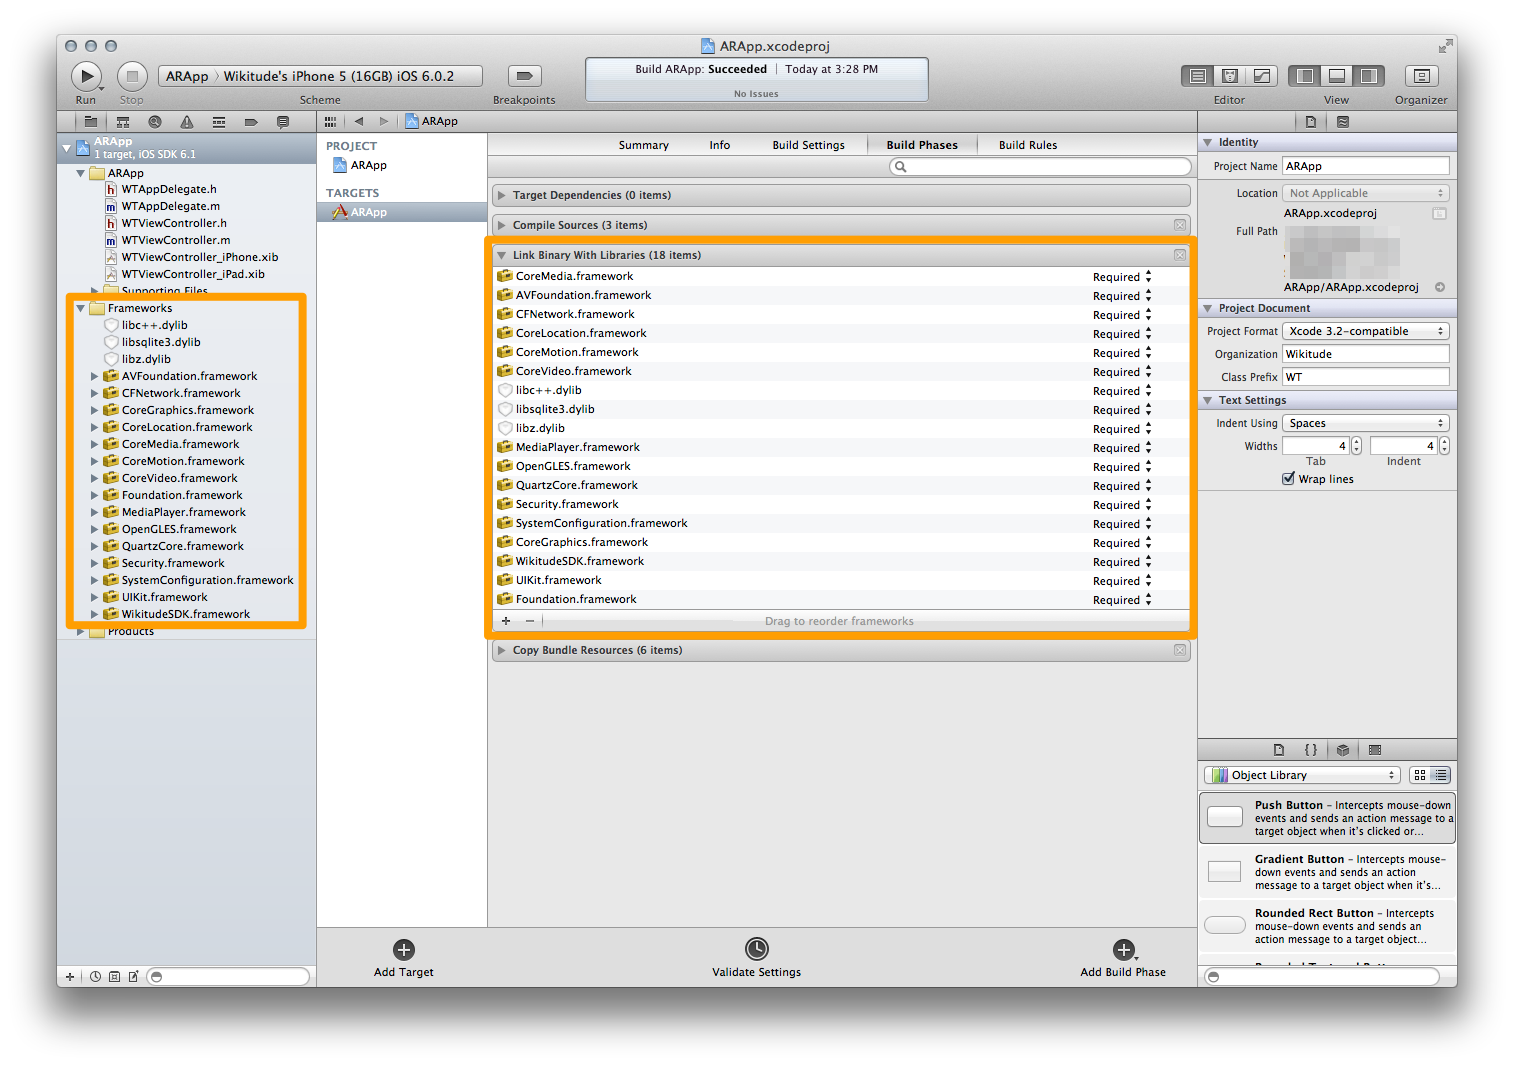 ARApp.xcodeproj
ARApp
Wikitude's iPhone 5 (16GB) iOS 6.0.2
Build ARApp: Succeeded
Today at 3:28 PM
No Issues
Run
Stop
Scheme
Breakpoints
Editor
View
Organizer
ARApp
1 target, iOS SDK 6.1
ARApp
WTAppDelegate.h
WTAppDelegate.m
WTViewController.h
WTViewController.m
WTViewController_iPhone.xib
WTViewController_iPad.xib
Supporting Files
Frameworks
libc++.dylib
libsqlite3.dylib
libz.dylib
AVFoundation.framework
CFNetwork.framework
CoreGraphics.framework
CoreLocation.framework
CoreMedia.framework
CoreMotion.framework
CoreVideo.framework
Foundation.framework
MediaPlayer.framework
OpenGLES.framework
QuartzCore.framework
Security.framework
SystemConfiguration.framework
UIKit.framework
WikitudeSDK.framework
Products
ARApp
PROJECT
ARApp
TARGETS
ARApp
Summary
Info
Build Settings
Build Phases
Build Rules
Target Dependencies (0 items)
Compile Sources (3 items)
Link Binary With Libraries (18 items)
CoreMedia.framework Required
AVFoundation.framework Required
CFNetwork.framework Required
CoreLocation.framework Required
CoreMotion.framework Required
CoreVideo.framework Required
libc++.dylib Required
libsqlite3.dylib Required
libz.dylib Required
MediaPlayer.framework Required
OpenGLES.framework Required
QuartzCore.framework Required
Security.framework Required
SystemConfiguration.framework Required
CoreGraphics.framework Required
WikitudeSDK.framework Required
UIKit.framework Required
Foundation.framework Required
+ − Drag to reorder frameworks
Copy Bundle Resources (6 items)
Add Target
Validate Settings
Add Build Phase
Identity
Project Name ARApp
Location Not Applicable
ARApp.xcodeproj
Full Path
ARApp/ARApp.xcodeproj
Project Document
Project Format Xcode 3.2-compatible
Organization Wikitude
Class Prefix WT
Text Settings
Indent Using Spaces
Widths 4 4
Tab Indent
Wrap lines
{ }
Object Library
Push Button - Intercepts mouse-down
events and sends an action message to a
target object when it's clicked or...
Gradient Button - Intercepts mouse-
down events and sends an action
message to a target object when it's...
Rounded Rect Button - Intercepts
mouse-down events and sends an
action message to a target object...